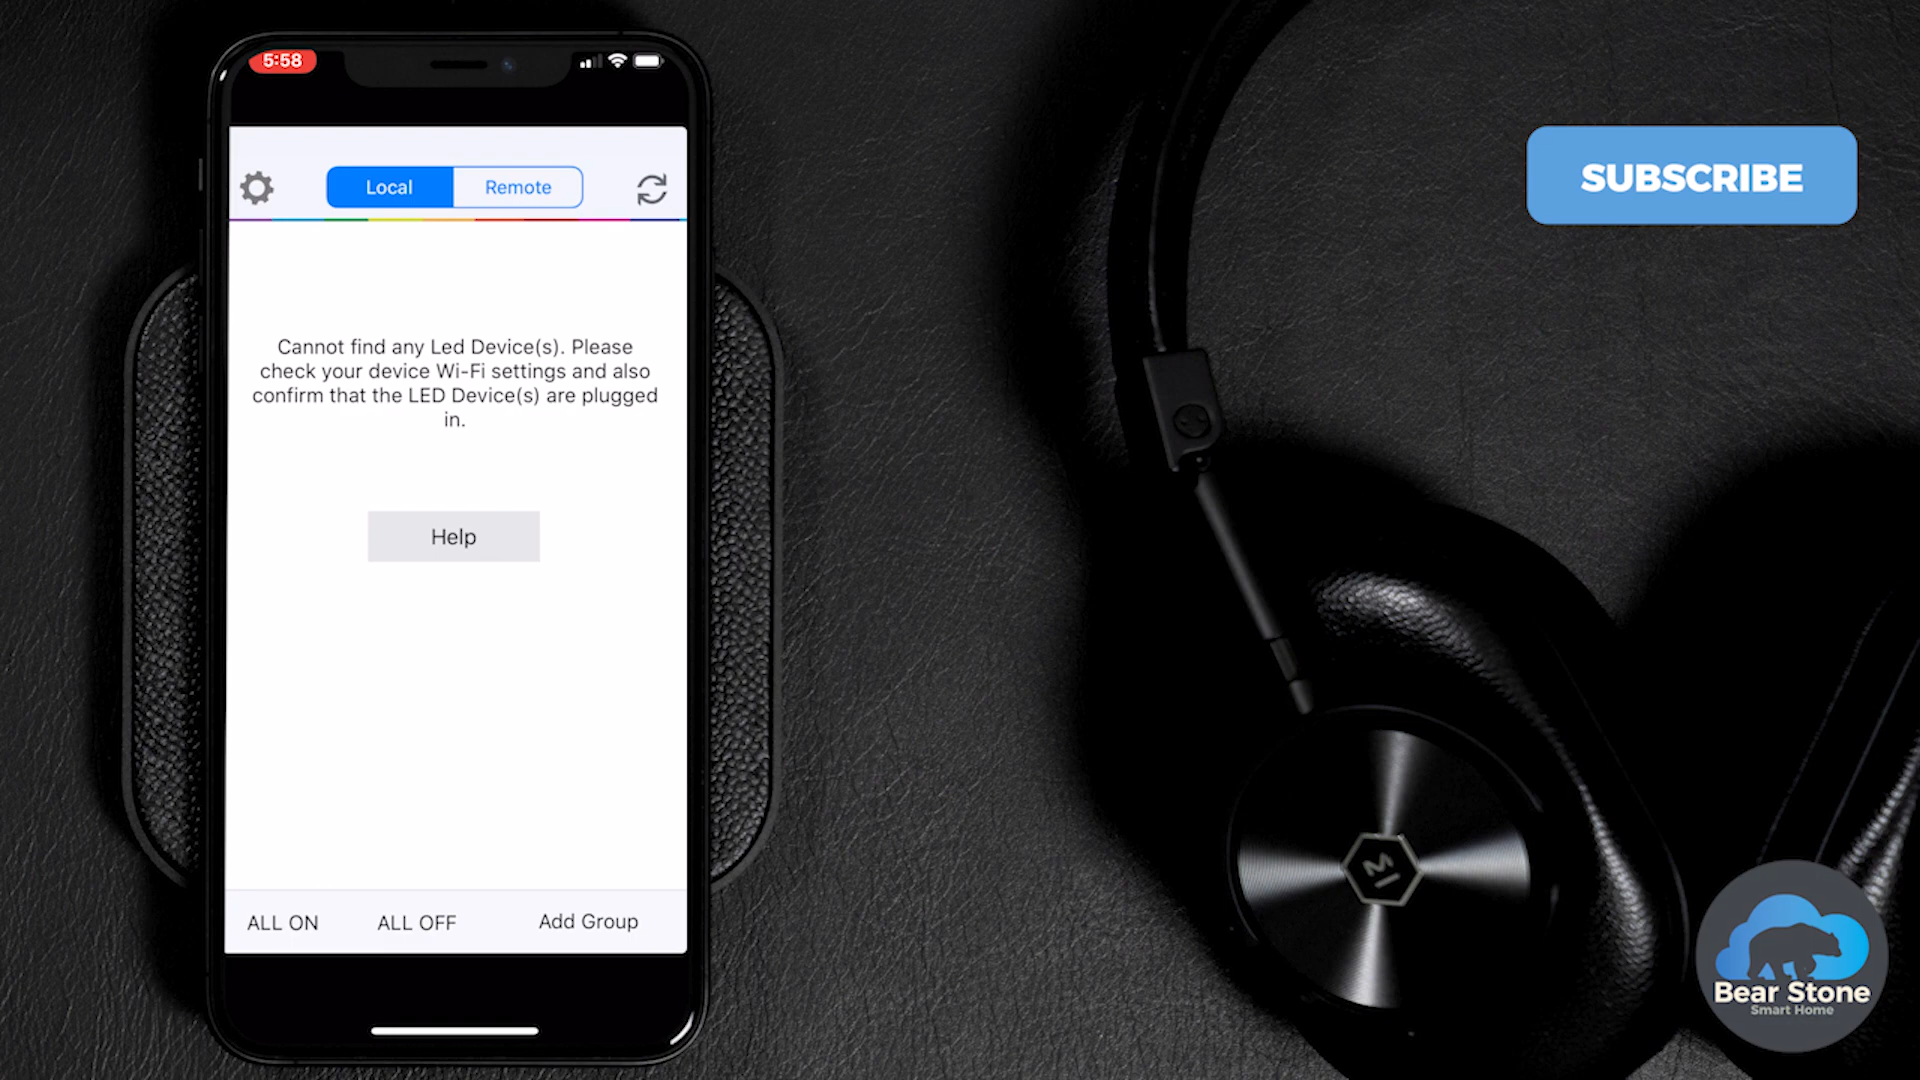 5:58
Local
Remote
SUBSCRIBE
Cannot find any Led Device(s). Please
check your device Wi-Fi settings and also
confirm that the LED Device(s) are plugged
in.
Help
ALL ON
ALL OFF
Add Group
Bear Stone
Smart Home